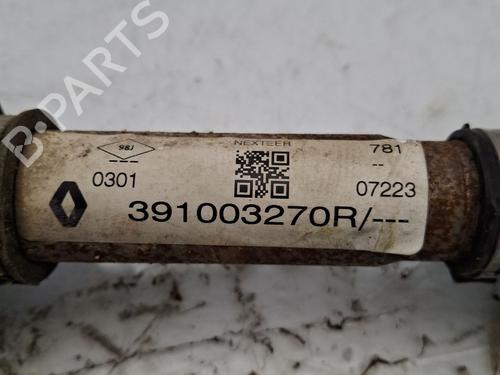 B-PARTS
98J
---
NEXTEER
781
--
0301
07223
391003270R/---